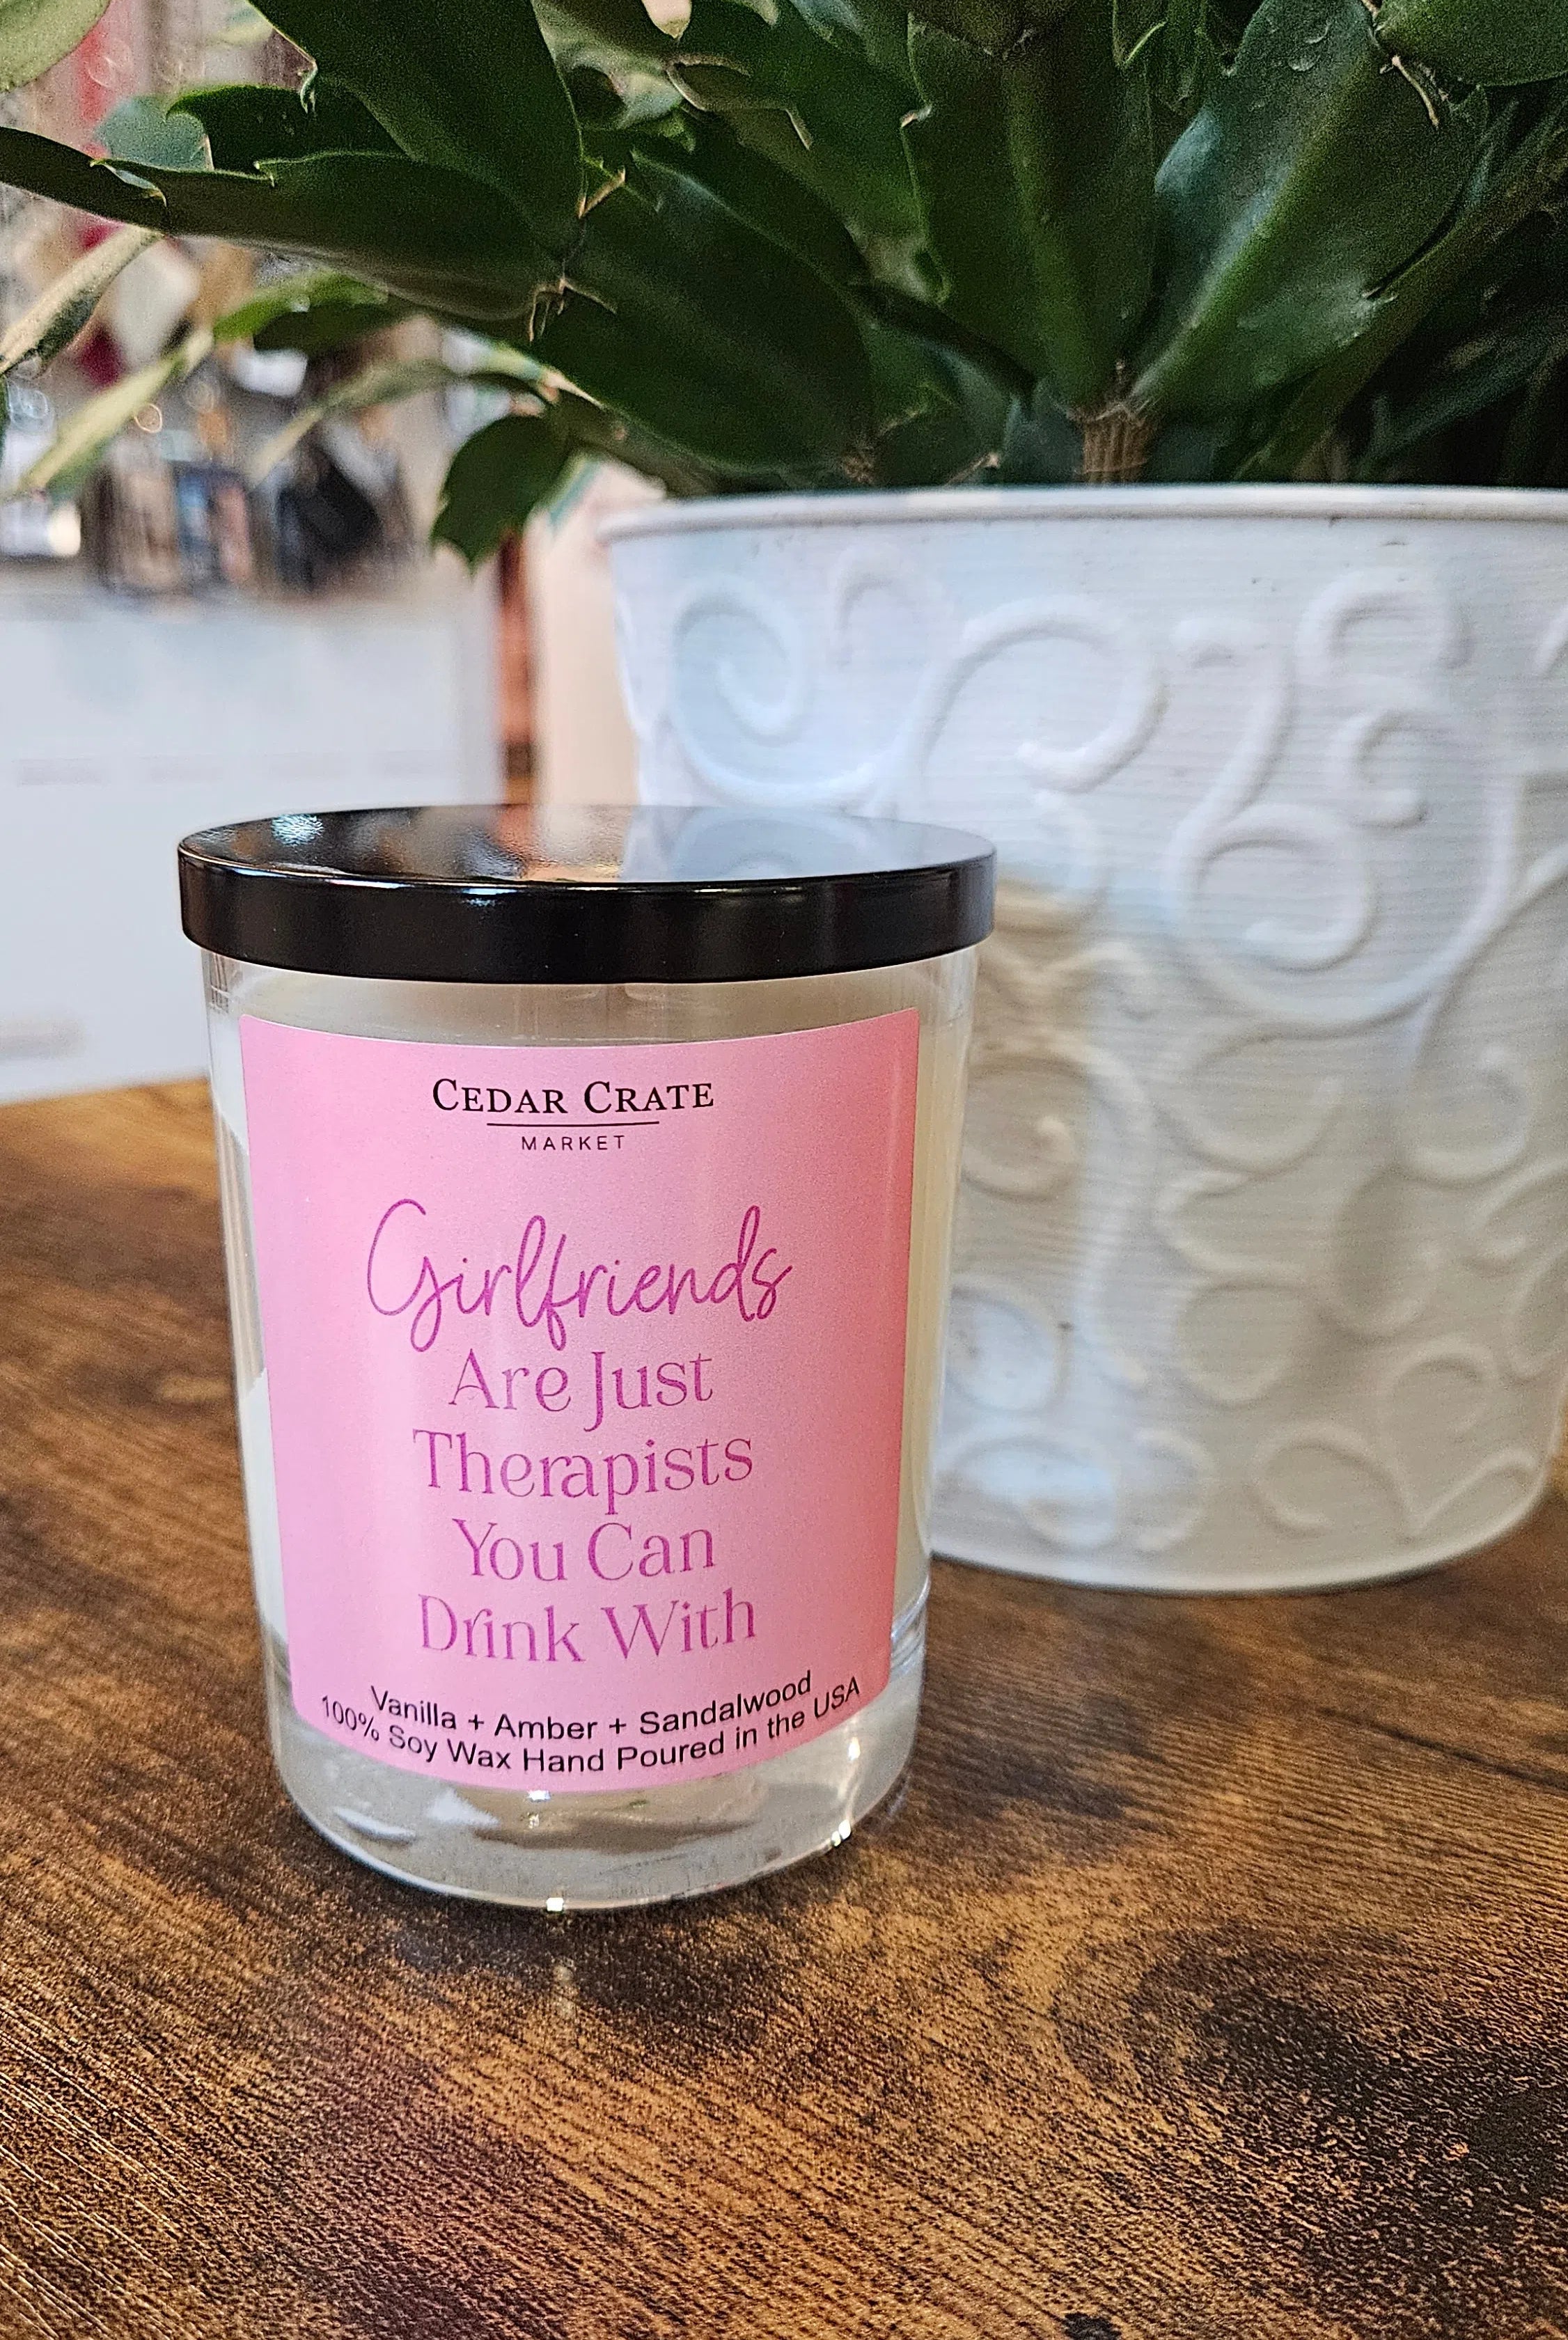 CEDAR CRATE
MARKET
Girlfriends
Are Just
Therapists
You Can
Drink With
Vanilla + Amber + Sandalwood
100% Soy Wax Hand Poured in the USA